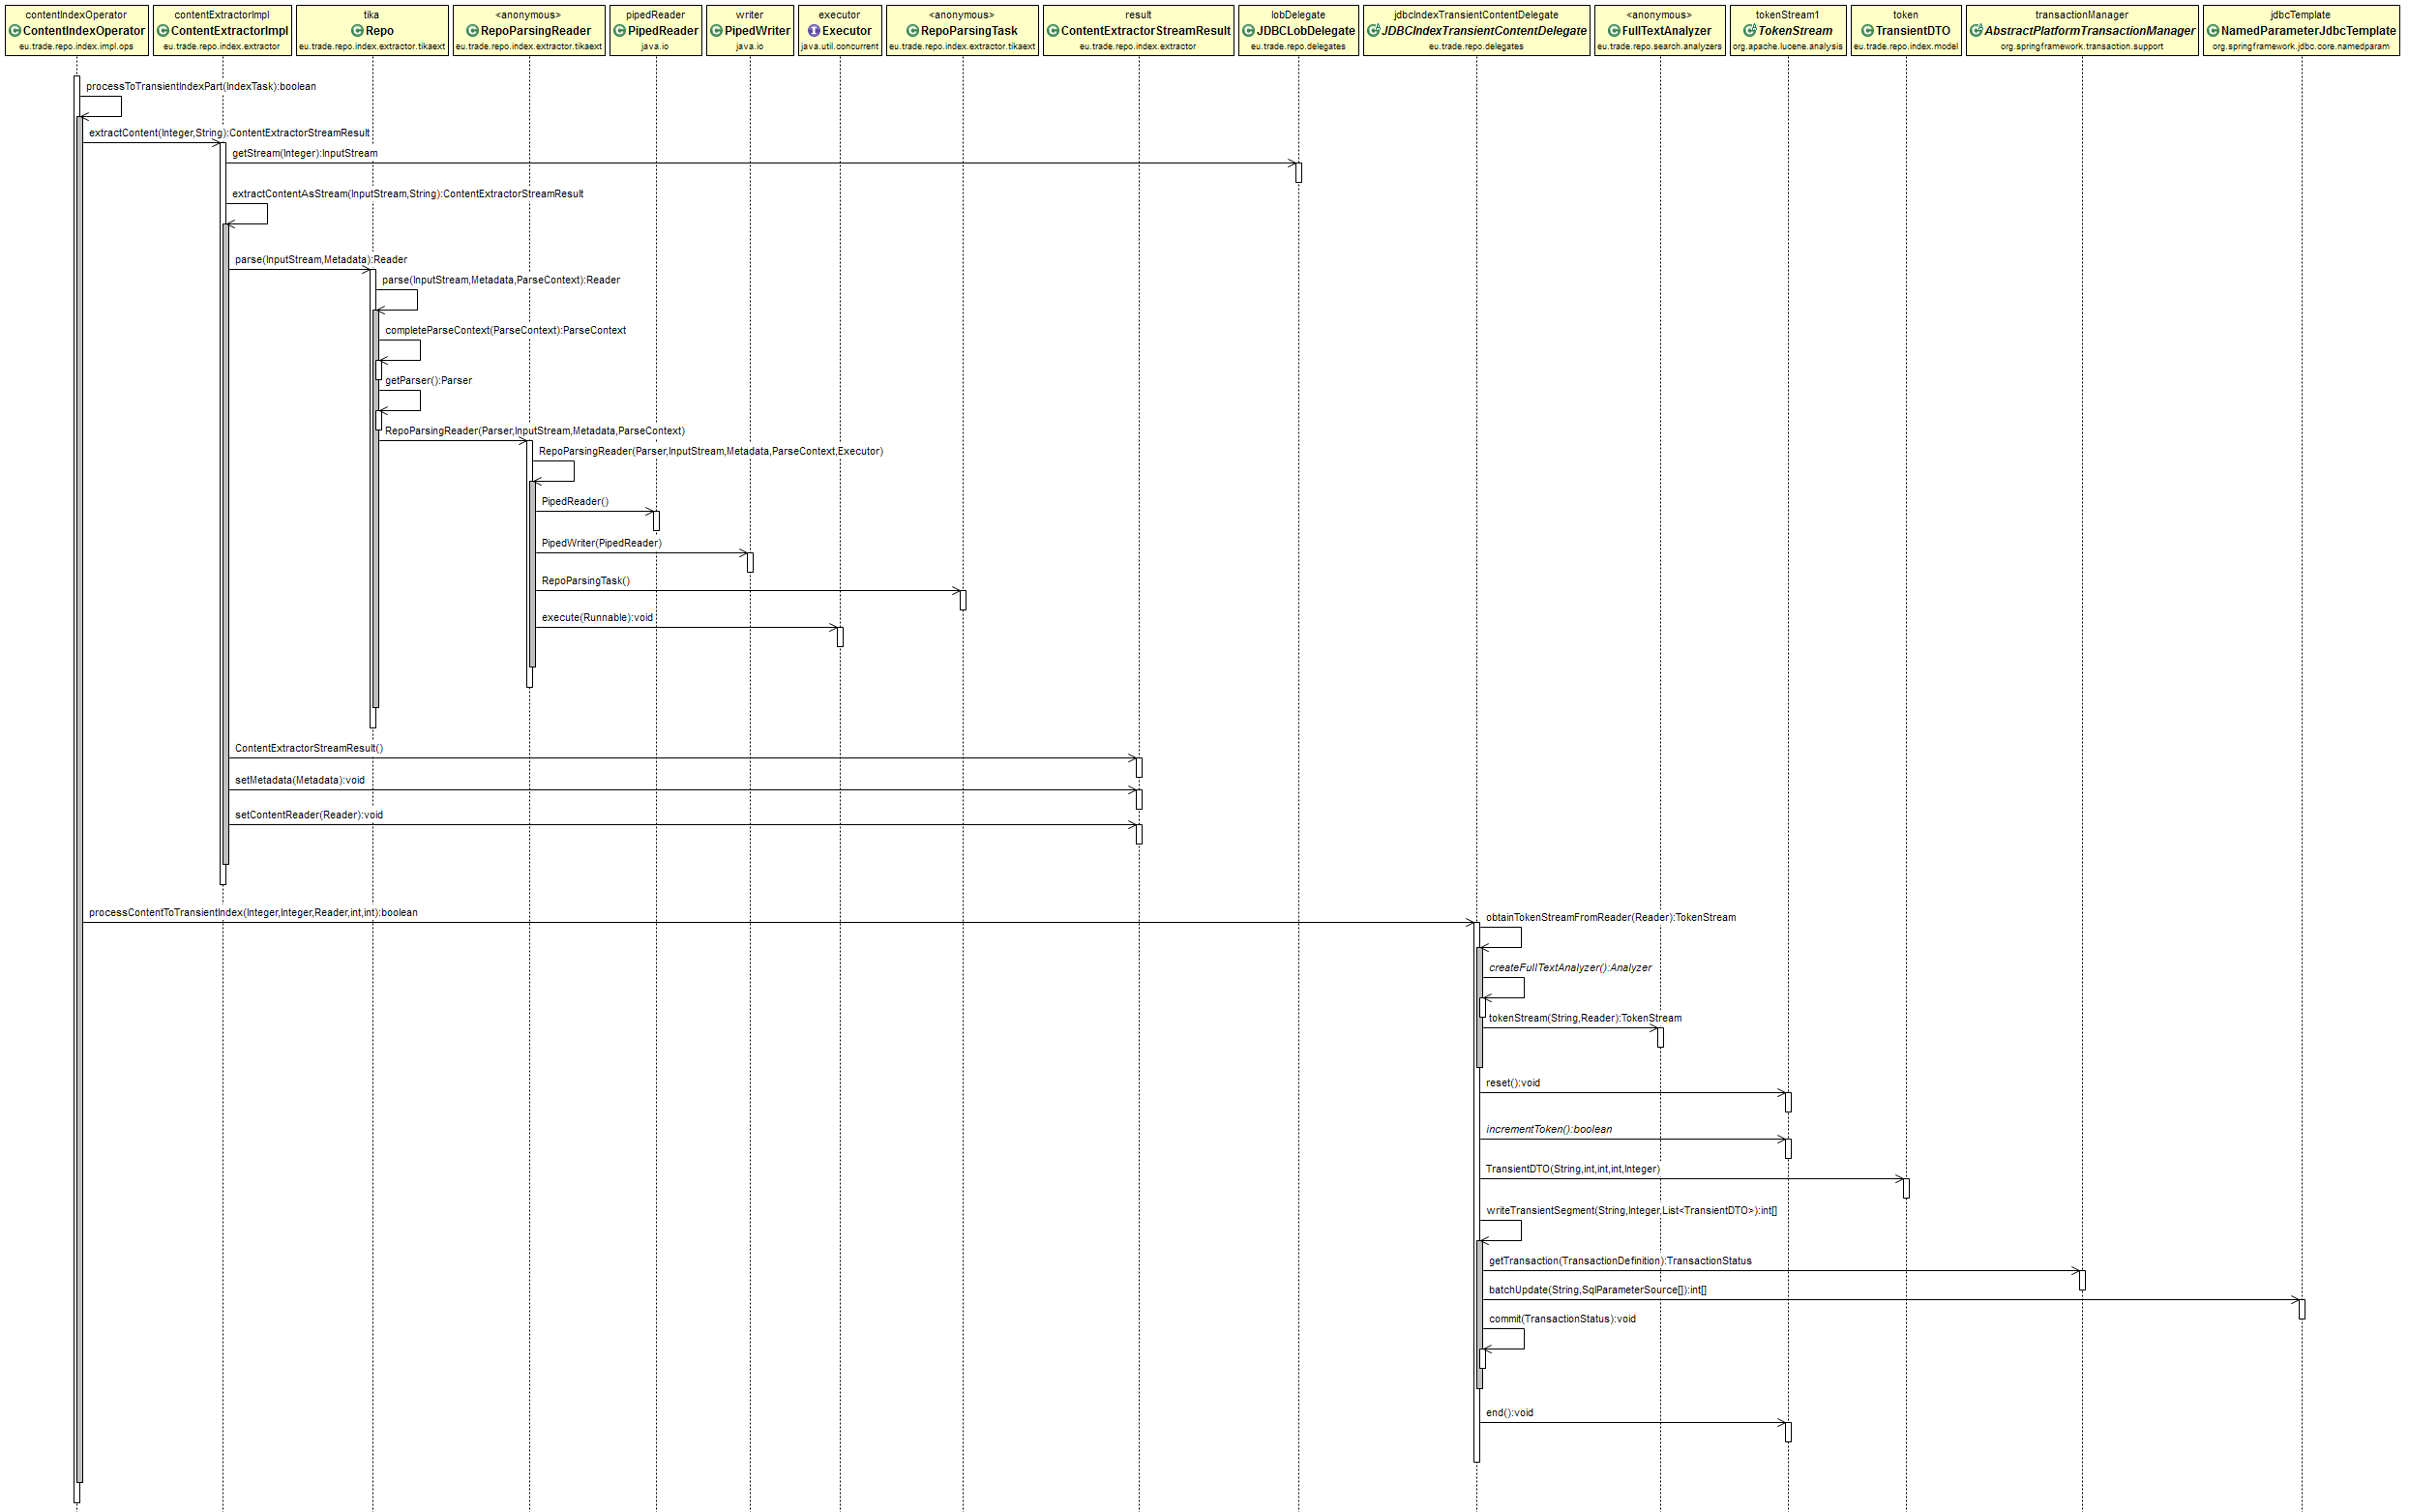 contentIndexOperator
ContentIndexOperator
eu.trade.repo.index.impl.ops
contentExtractorImpl
ContentExtractorImpl
eu.trade.repo.index.extractor
tika
Repo
eu.trade.repo.index.extractor.tikaext
<anonymous>
RepoParsingReader
eu.trade.repo.index.extractor.tikaext
pipedReader
PipedReader
java.io
writer
PipedWriter
java.io
executor
Executor
java.util.concurrent
<anonymous>
RepoParsingTask
eu.trade.repo.index.extractor.tikaext
result
ContentExtractorStreamResult
eu.trade.repo.index.extractor
lobDelegate
JDBCLobDelegate
eu.trade.repo.delegates
jdbcIndexTransientContentDelegate
JDBCIndexTransientContentDelegate
eu.trade.repo.delegates
<anonymous>
FullTextAnalyzer
eu.trade.repo.search.analyzers
tokenStream1
TokenStream
org.apache.lucene.analysis
token
TransientDTO
eu.trade.repo.index.model
transactionManager
AbstractPlatformTransactionManager
org.springframework.transaction.support
jdbcTemplate
NamedParameterJdbcTemplate
org.springframework.jdbc.core.namedparam
processToTransientIndexPart(IndexTask):boolean
extractContent(Integer,String):ContentExtractorStreamResult
getStream(Integer):InputStream
extractContentAsStream(InputStream,String):ContentExtractorStreamResult
parse(InputStream,Metadata):Reader
parse(InputStream,Metadata,ParseContext):Reader
completeParseContext(ParseContext):ParseContext
getParser():Parser
RepoParsingReader(Parser,InputStream,Metadata,ParseContext)
RepoParsingReader(Parser,InputStream,Metadata,ParseContext,Executor)
PipedReader()
PipedWriter(PipedReader)
RepoParsingTask()
execute(Runnable):void
ContentExtractorStreamResult()
setMetadata(Metadata):void
setContentReader(Reader):void
processContentToTransientIndex(Integer,Integer,Reader,int,int):boolean
obtainTokenStreamFromReader(Reader):TokenStream
createFullTextAnalyzer():Analyzer
tokenStream(String,Reader):TokenStream
reset():void
incrementToken():boolean
TransientDTO(String,int,int,int,Integer)
writeTransientSegment(String,Integer,List<TransientDTO>):int[]
getTransaction(TransactionDefinition):TransactionStatus
batchUpdate(String,SqlParameterSource[]):int[]
commit(TransactionStatus):void
end():void